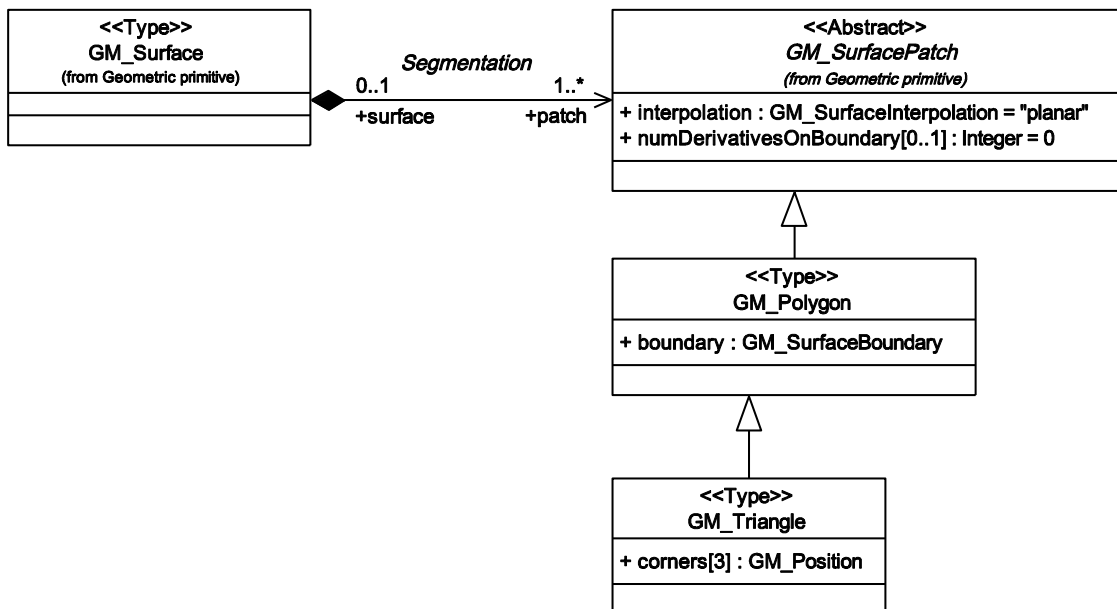 <<Type>>
GM_Surface
(from Geometric primitive)
Segmentation
0..1
1..*
+surface
+patch
<<Abstract>>
GM_SurfacePatch
(from Geometric primitive)
+ interpolation : GM_SurfaceInterpolation = "planar"
+ numDerivativesOnBoundary[0..1] : Integer = 0
<<Type>>
GM_Polygon
+ boundary : GM_SurfaceBoundary
<<Type>>
GM_Triangle
+ corners[3] : GM_Position